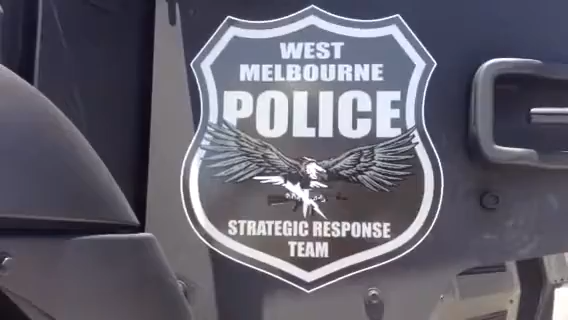 WEST
MELBOURNE
POLICE
STRATEGIC RESPONSE
TEAM